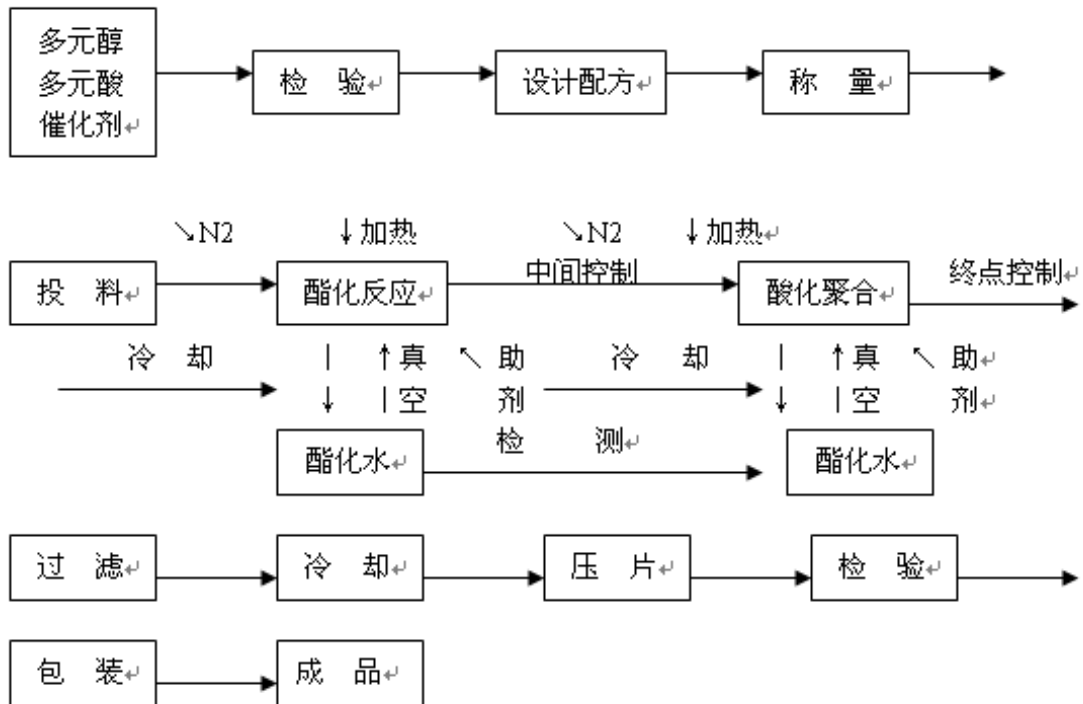 多元醇
多元酸
催化剂
检 验
设计配方
称 量
↘N2 ↓加热 ↘N2 ↓加热
投 料
酯化反应
中间控制
酸化聚合
终点控制
冷 却 | ↑真 ↖ 助 冷 却 | ↑真 ↖ 助
↓ |空 剂 ↓ |空 剂
检 测
酯化水
酯化水
过 滤
冷 却
压 片
检 验
包 装
成 品